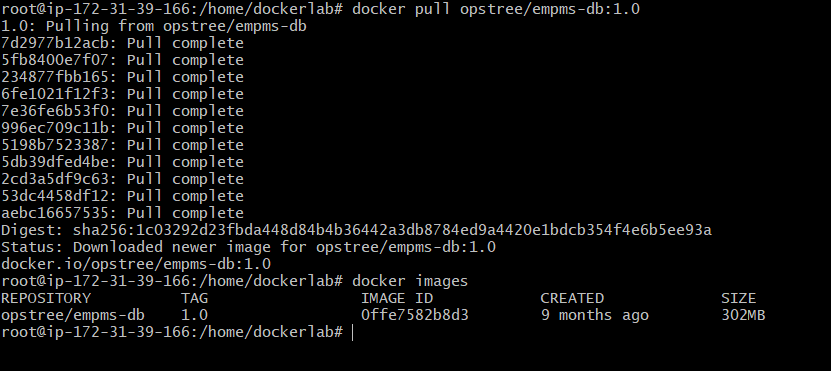 root@ip-172-31-39-166:/home/dockerlab# docker pull opstree/empms-db:1.0
1.0: Pulling from opstree/empms-db
7d2977b12acb: Pull complete
5fb8400e7f07: Pull complete
234877fbb165: Pull complete
6fe1021f12f3: Pull complete
7e36fe6b53f0: Pull complete
996ec709c11b: Pull complete
5198b7523387: Pull complete
5db39dfed4be: Pull complete
2cd3a5df9c63: Pull complete
53dc4458df12: Pull complete
aebc16657535: Pull complete
Digest: sha256:1c03292d23fbda448d84b4b36442a3db8784ed9a4420e1bdcb354f4e6b5ee93a
Status: Downloaded newer image for opstree/empms-db:1.0
docker.io/opstree/empms-db:1.0
root@ip-172-31-39-166:/home/dockerlab# docker images
REPOSITORY TAG IMAGE ID CREATED SIZE
opstree/empms-db 1.0 0ffe7582b8d3 9 months ago 302MB
root@ip-172-31-39-166:/home/dockerlab#